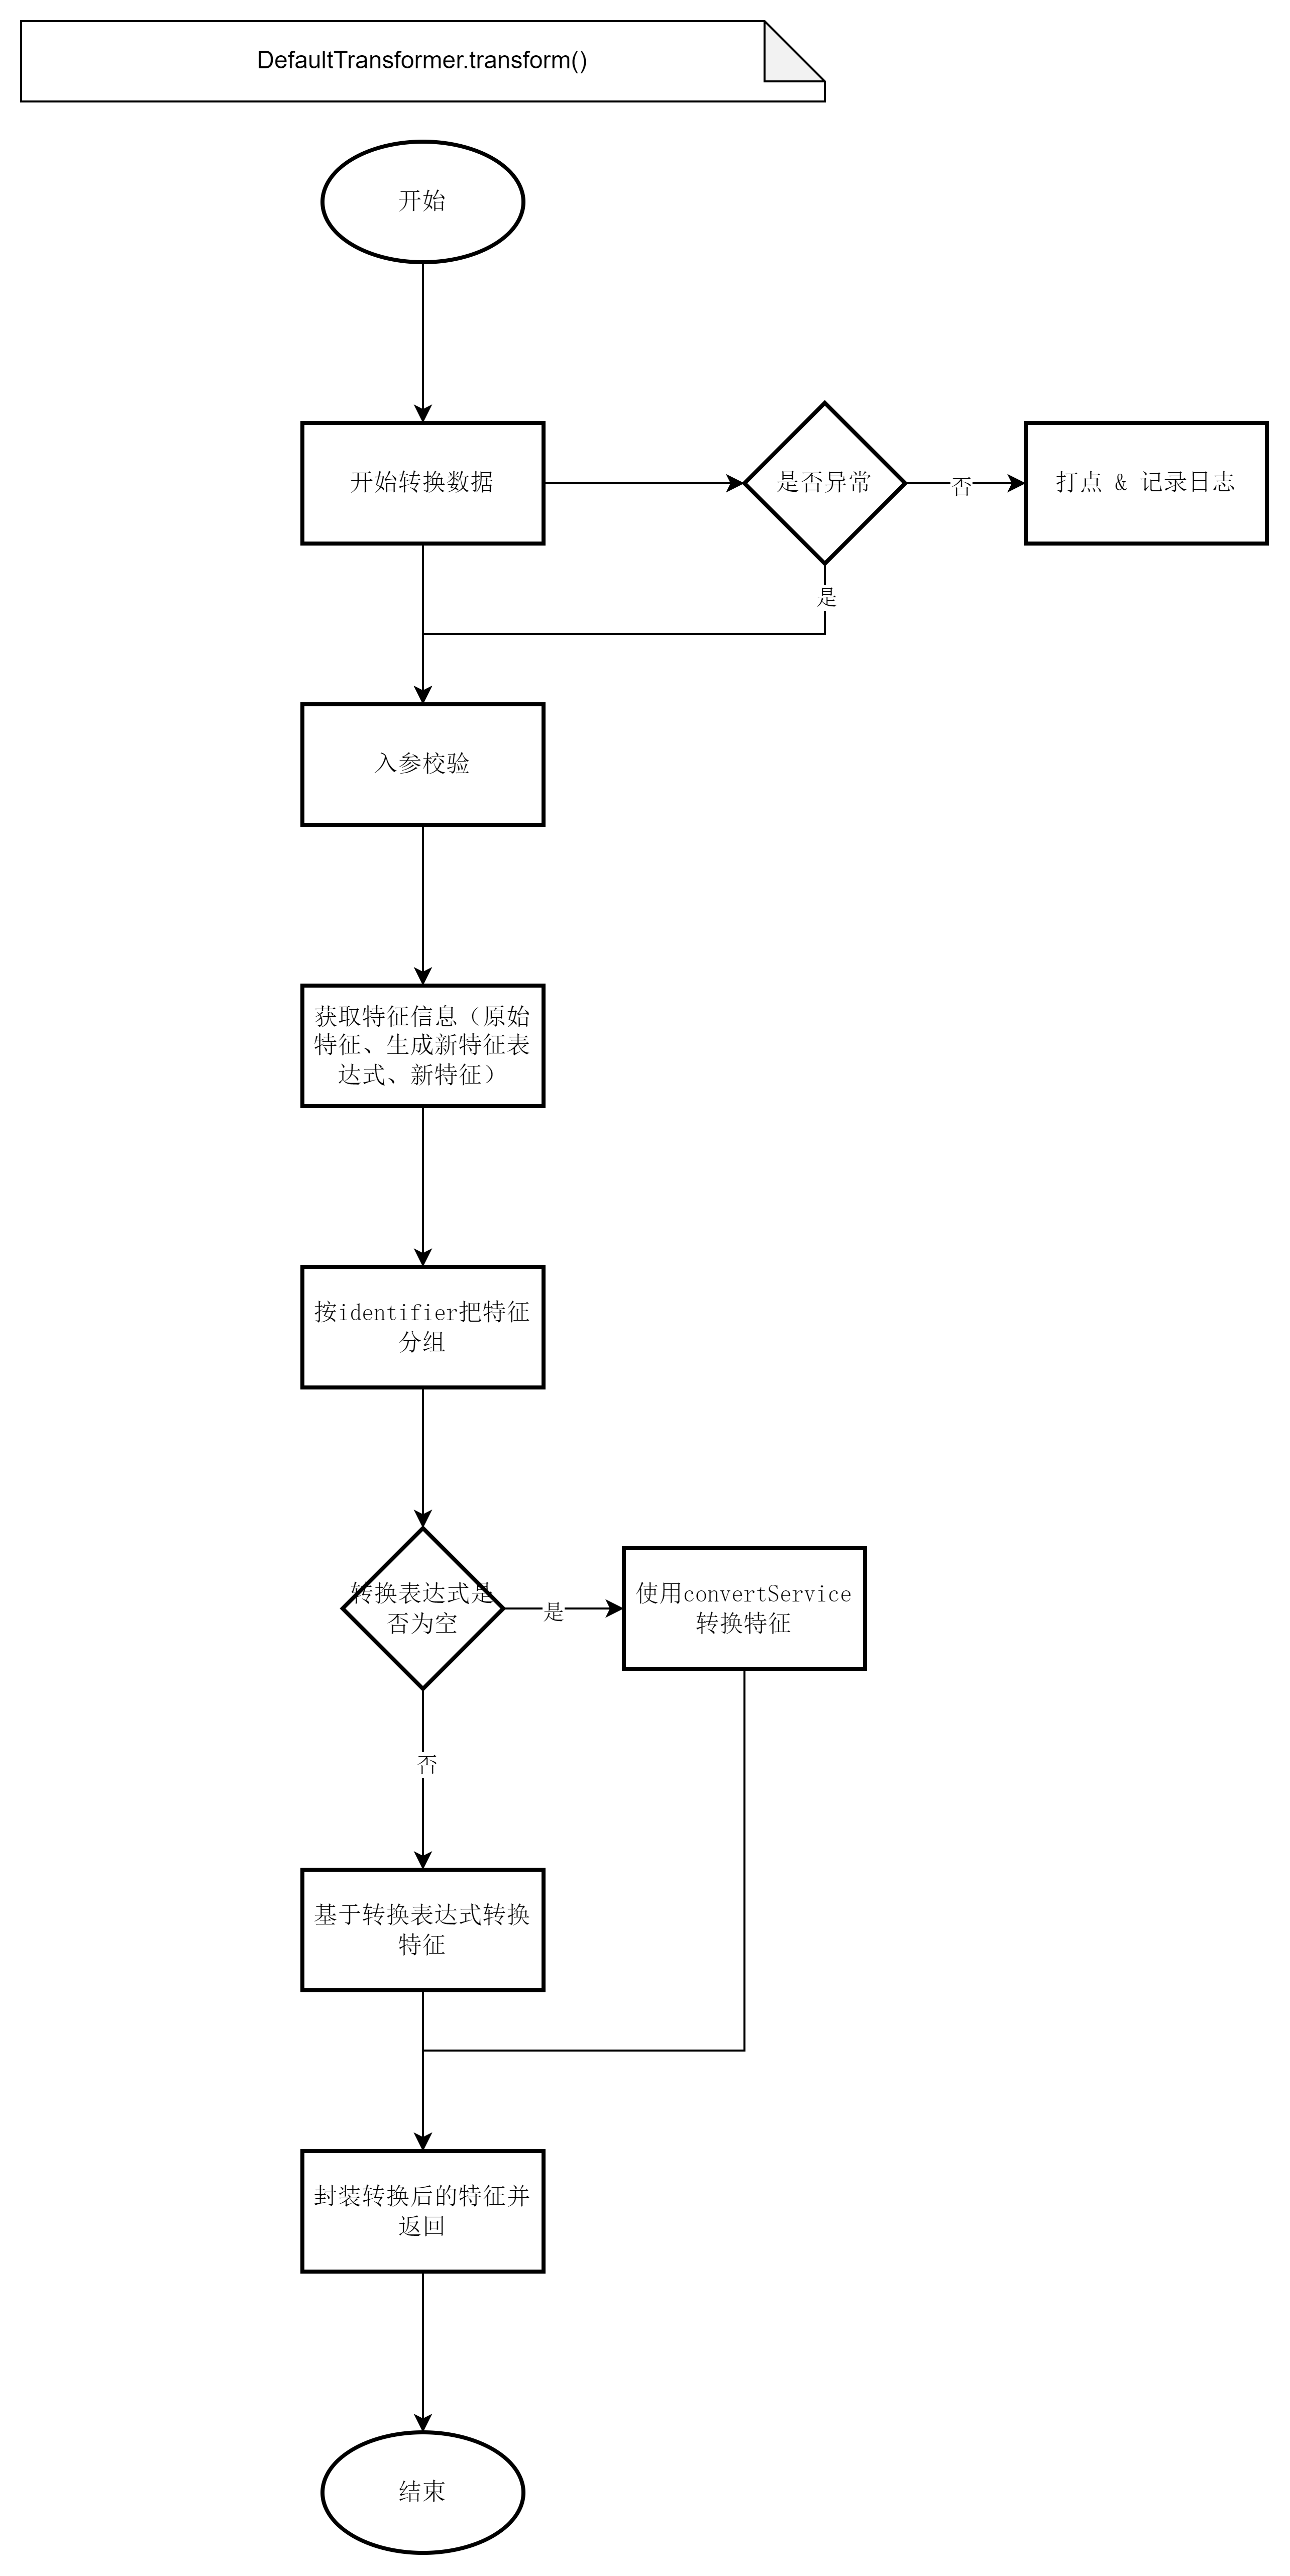 DefaultTransformer.transform()
开始
开始转换数据
是否异常
否
打点 & 记录日志
是
入参校验
获取特征信息（原始
特征、生成新特征表
达式、新特征）
按identifier把特征
分组
转换表达式是
否为空
是
使用convertService
转换特征
否
基于转换表达式转换
特征
封装转换后的特征并
返回
结束